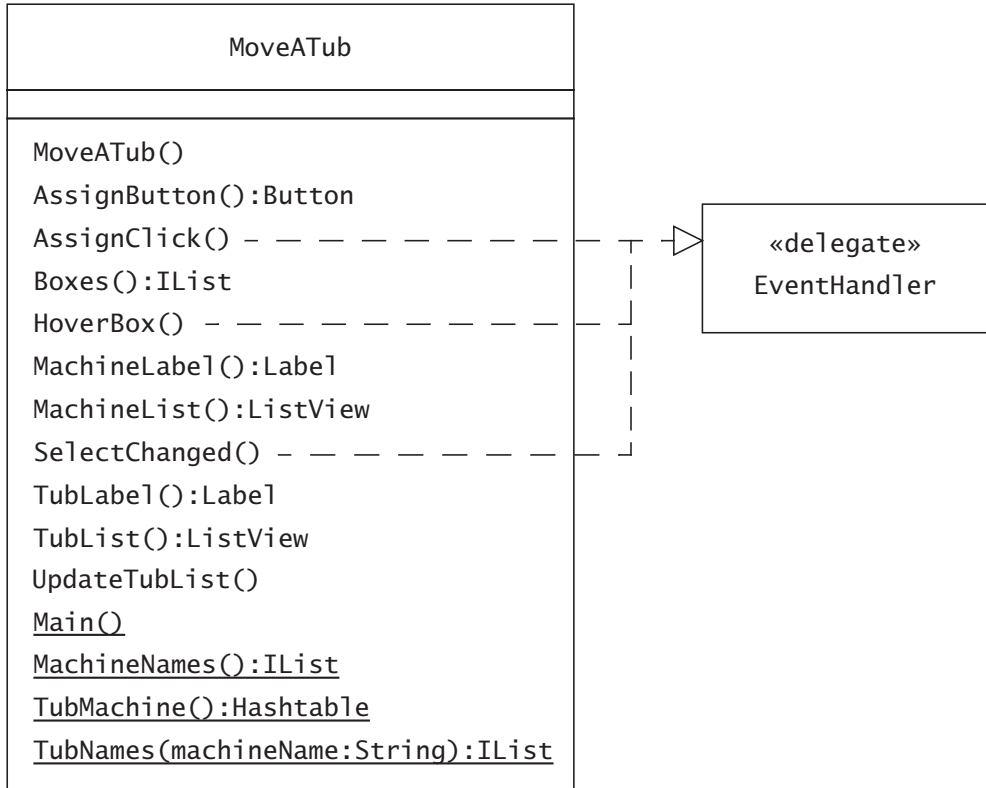 MoveATub
MoveATub()
AssignButton():Button
AssignClick()
Boxes():IList
HoverBox()
MachineLabel():Label
MachineList():ListView
SelectChanged()
TubLabel():Label
TubList():ListView
UpdateTubList()
Main()
MachineNames():IList
TubMachine():Hashtable
TubNames(machineName:String):IList
«delegate»
EventHandler